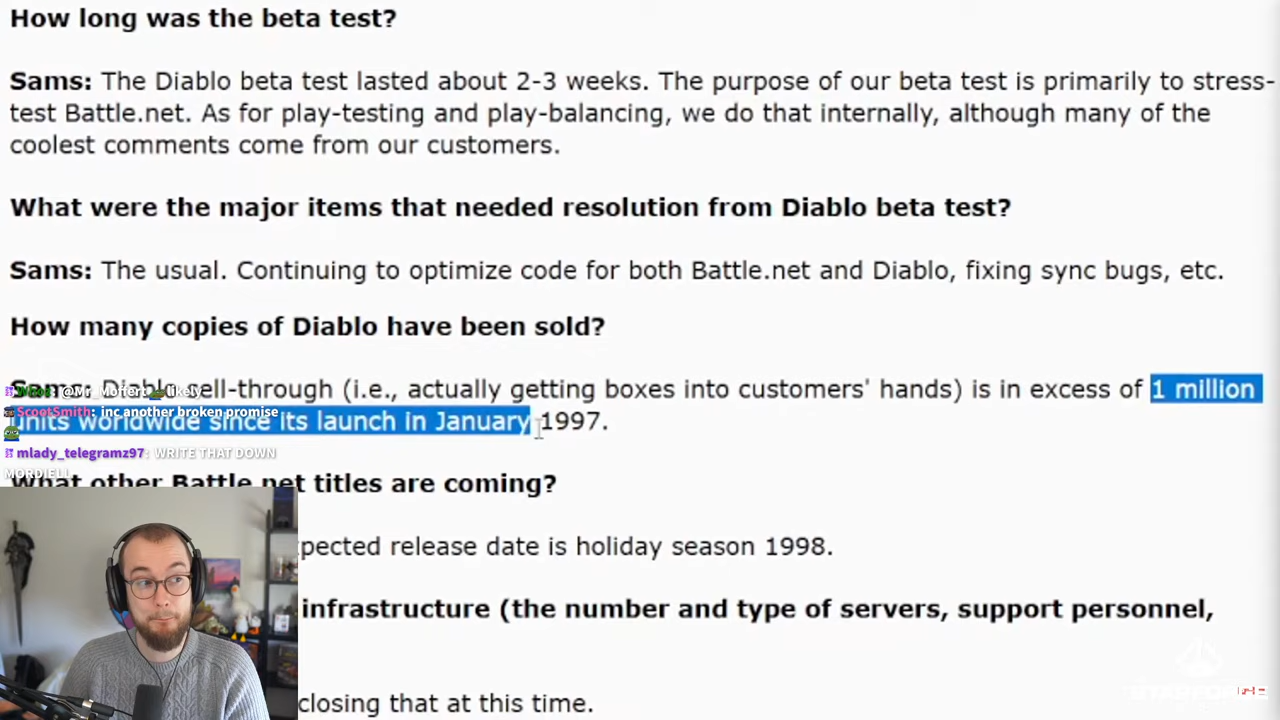 How long was the beta test?
Sams: The Diablo beta test lasted about 2-3 weeks. The purpose of our beta test is primarily to stress-
test Battle.net. As for play-testing and play-balancing, we do that internally, although many of the
coolest comments come from our customers.
What were the major items that needed resolution from Diablo beta test?
Sams: The usual. Continuing to optimize code for both Battle.net and Diablo, fixing sync bugs, etc.
How many copies of Diablo have been sold?
sell-through (i.e., actually getting boxes into customers' hands) is in excess of 1 million
units worldwide since its launch in January 1997.
likely
ScootSmith: inc another broken promise
mlady_telegramz97: WRITE THAT DOWN
MORDIELL
What other Battle net titles are coming?
expected release date is holiday season 1998.
infrastructure (the number and type of servers, support personnel,
closing that at this time.